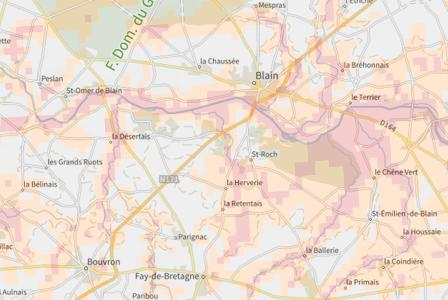 Mespras
l'Étriché
F. Dom. du G
la Chaussée
la Bréhonnais
Blain
Peslan
St-Omer de Blain
le Terrier
D164
la Désertais
St-Roch
les Grands Ruots
N171
le Chêne Vert
la Bélinais
la Herverie
la Retentais
St-Émilien-de-Blain
la Houssaie
Parignac
la Ballerie
Bouvron
la Coindière
Fay-de-Bretagne
la Primais
Paribou
Aulnais